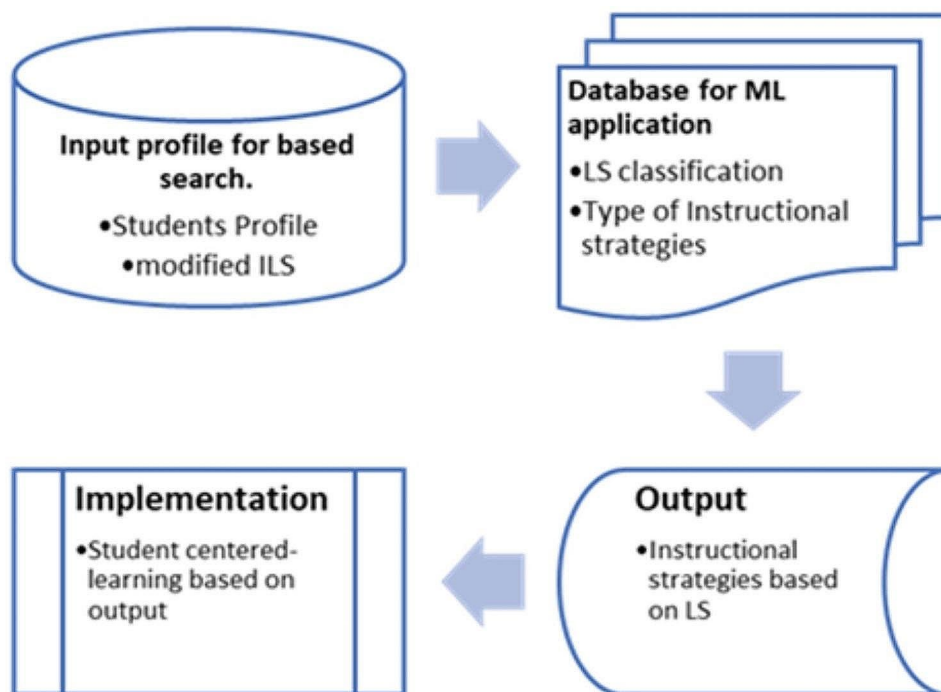 Input profile for based
search.
•Students Profile
•modified ILS
Database for ML
application
•LS classification
•Type of Instructional
strategies
Output
•Instructional
strategies based
on LS
Implementation
•Student centered-
learning based on
output